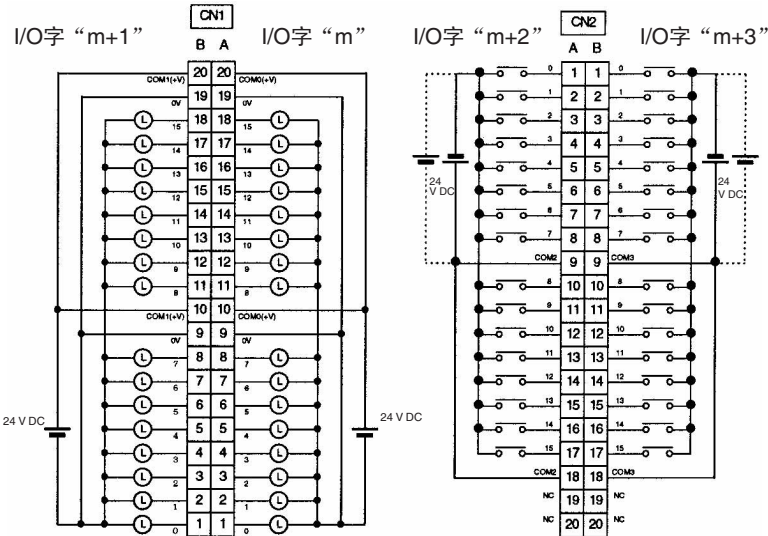 CN1
I/O字“m+1” B A I/O字“m”
COM1(+V) 20 20 COM0(+V)
0V 19 19 0V
L 15 18 18 15 L
L 14 17 17 14 L
L 13 16 16 13 L
L 12 15 15 12 L
L 11 14 14 11 L
L 10 13 13 10 L
L 9 12 12 9 L
L 8 11 11 8 L
COM1(+V) 10 10 COM0(+V)
0V 9 9 0V
L 7 8 8 7 L
L 6 7 7 6 L
L 5 6 6 5 L
24 V DC L 4 5 5 4 L 24 V DC
L 3 4 4 3 L
L 2 3 3 2 L
L 1 2 2 1 L
L 0 1 1 0 L
CN2
I/O字“m+2” A B I/O字“m+3”
0 1 1 0
1 2 2 1
2 3 3 2
3 4 4 3
4 5 5 4
24 V DC 5 6 6 5 24 V DC
6 7 7 6
7 8 8 7
COM2 9 9 COM3
8 10 10 8
9 11 11 9
10 12 12 10
11 13 13 11
12 14 14 12
13 15 15 13
14 16 16 14
15 17 17 15
COM2 18 18 COM3
NC 19 19 NC
NC 20 20 NC